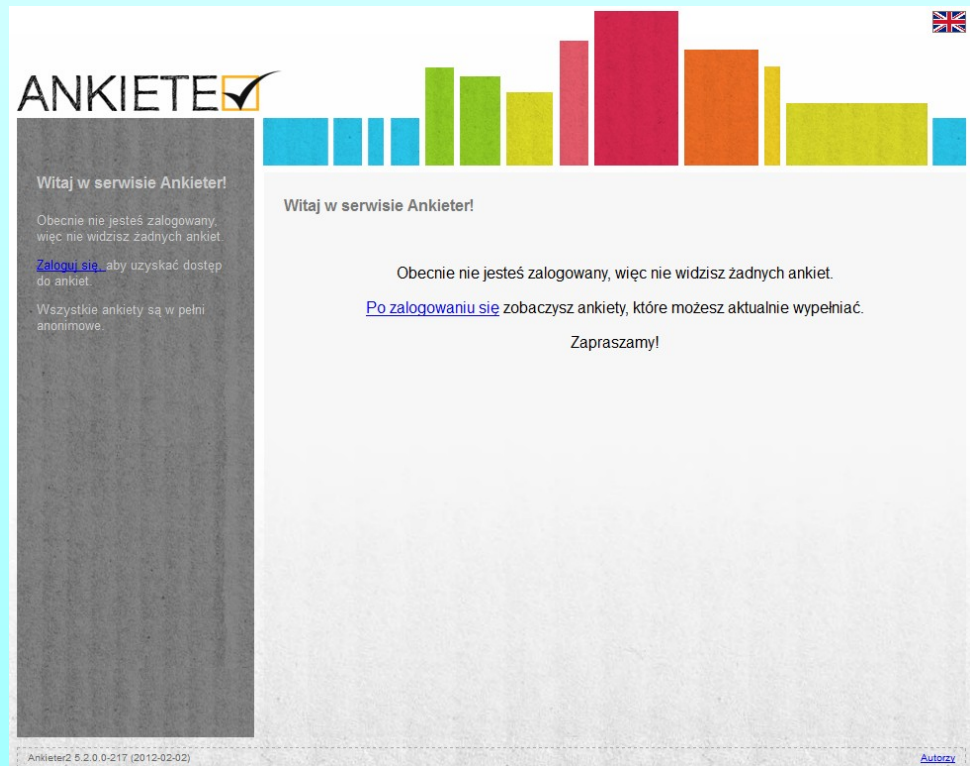 ANKIETER
Witaj w serwisie Ankieter!
Obecnie nie jesteś zalogowany,
więc nie widzisz żadnych ankiet.
Zaloguj się, aby uzyskać dostęp
do ankiet.
Wszystkie ankiety są w pełni
anonimowe.
Witaj w serwisie Ankieter!
Obecnie nie jesteś zalogowany, więc nie widzisz żadnych ankiet.
Po zalogowaniu się zobaczysz ankiety, które możesz aktualnie wypełniać.
Zapraszamy!
Ankieter2 5.2.0.0-217 (2012-02-02)
Autorzy